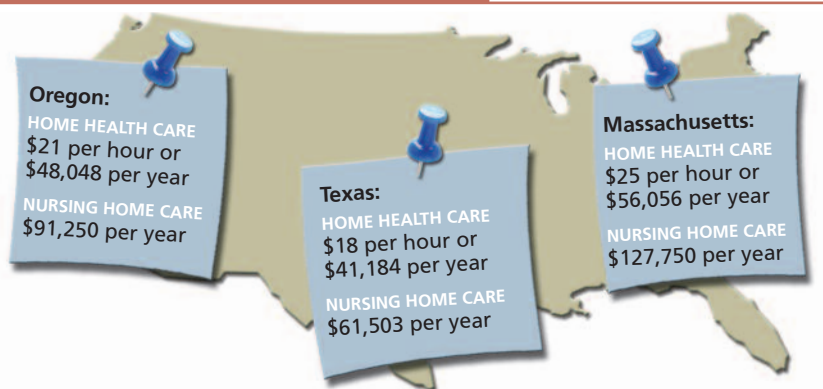 Oregon:
HOME HEALTH CARE
$21 per hour or
$48,048 per year
NURSING HOME CARE
$91,250 per year
Texas:
HOME HEALTH CARE
$18 per hour or
$41,184 per year
NURSING HOME CARE
$61,503 per year
Massachusetts:
HOME HEALTH CARE
$25 per hour or
$56,056 per year
NURSING HOME CARE
$127,750 per year